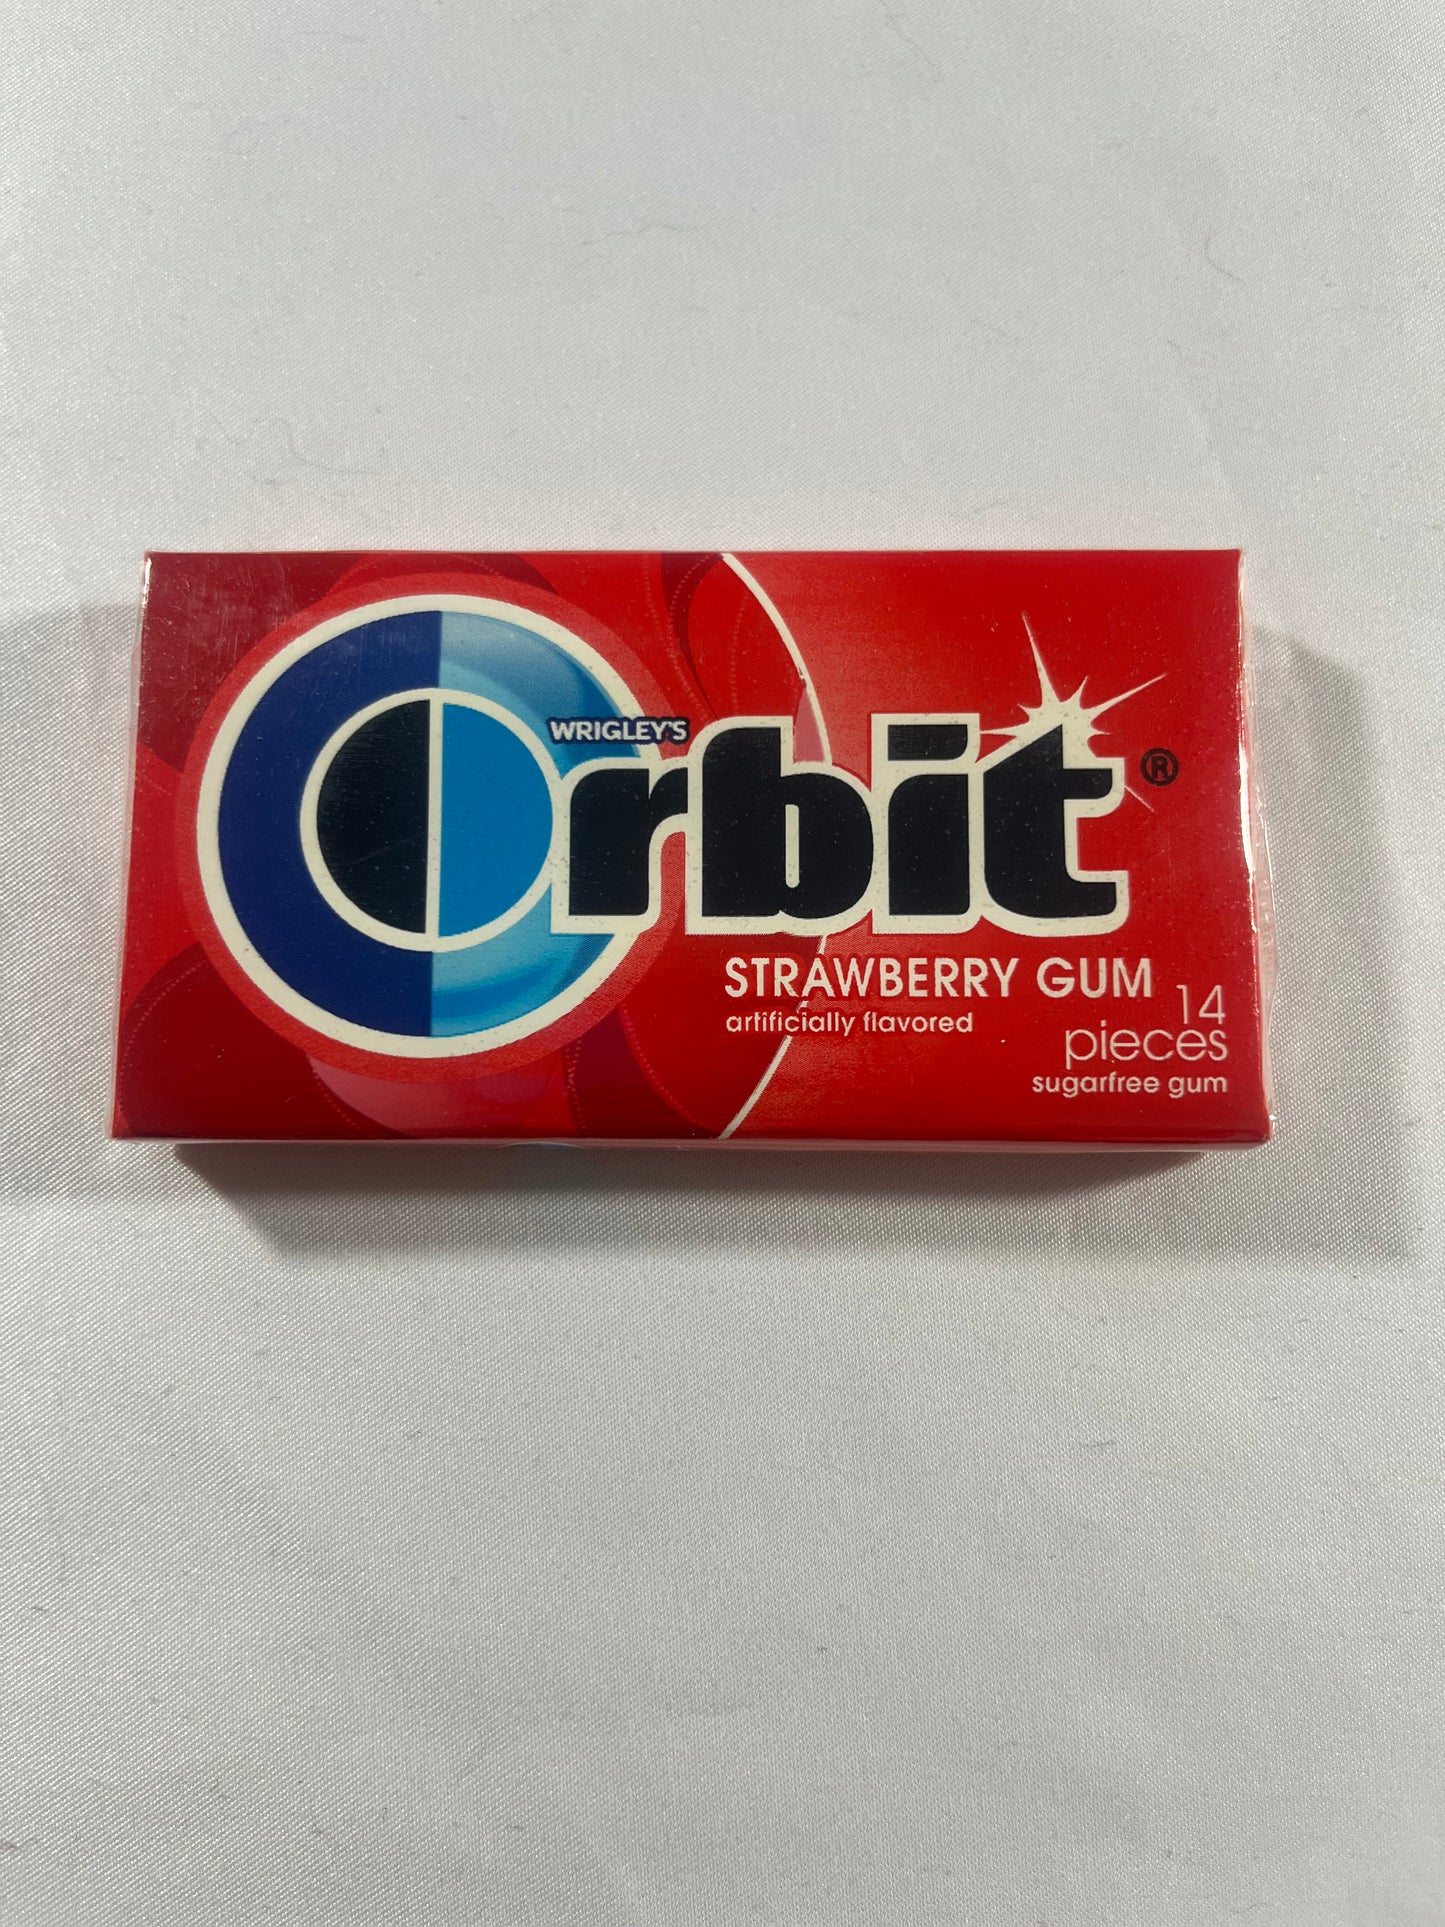 WRIGLEY'S
Orbit®
STRAWBERRY GUM
artificially flavored
14
pieces
sugarfree gum